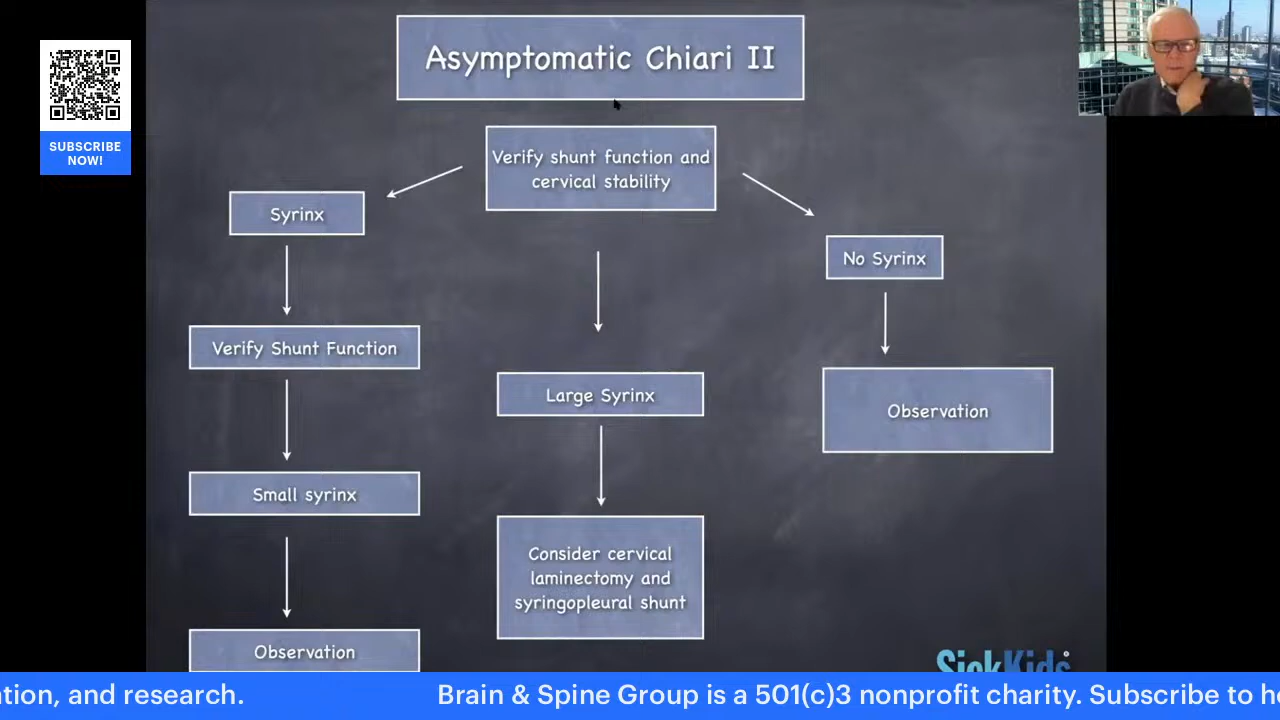 Asymptomatic Chiari II
SUBSCRIBE
NOW!
Verify shunt function and
cervical stability
Syrinx
No Syrinx
Verify Shunt Function
Large Syrinx
Observation
Small syrinx
Consider cervical
laminectomy and
syringopleural shunt
Observation
SickKids
tion, and research.
Brain & Spine Group is a 501(c)3 nonprofit charity. Subscribe to he